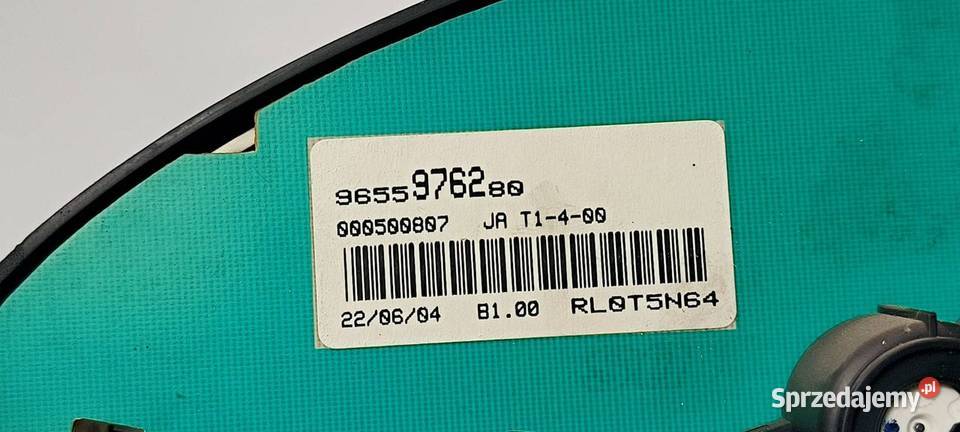 9655976280
000500807 JA T1-4-00
22/06/04 B1.00 RL0T5N64
Sprzedajemy.pl